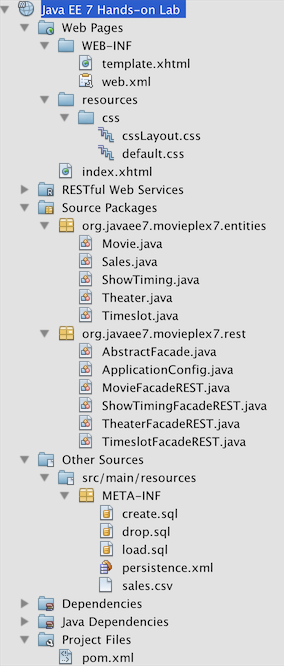 Java EE 7 Hands-on Lab
Web Pages
WEB-INF
template.xhtml
web.xml
resources
css
cssLayout.css
default.css
index.xhtml
RESTful Web Services
Source Packages
org.javaee7.movieplex7.entities
Movie.java
Sales.java
ShowTiming.java
Theater.java
Timeslot.java
org.javaee7.movieplex7.rest
AbstractFacade.java
ApplicationConfig.java
MovieFacadeREST.java
ShowTimingFacadeREST.java
TheaterFacadeREST.java
TimeslotFacadeREST.java
Other Sources
src/main/resources
META-INF
create.sql
drop.sql
load.sql
persistence.xml
sales.csv
Dependencies
Java Dependencies
Project Files
pom.xml